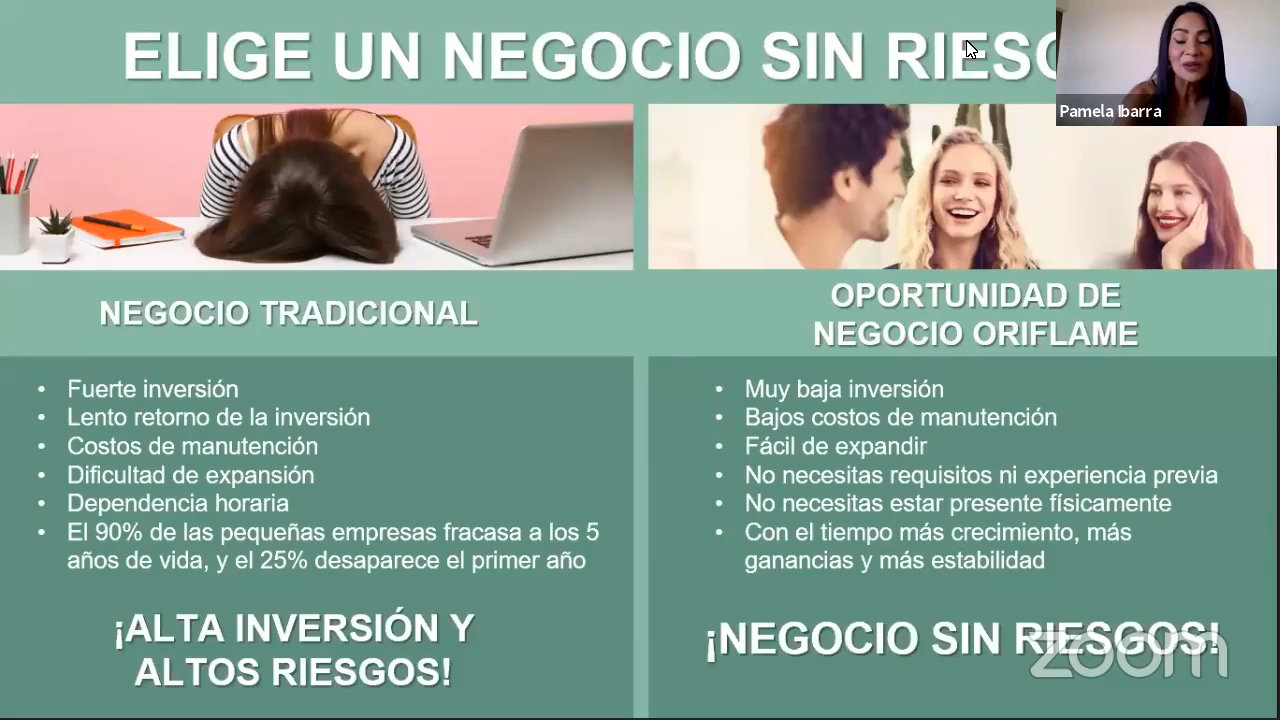 ELIGE UN NEGOCIO SIN RIESG
Pamela Ibarra
NEGOCIO TRADICIONAL
• Fuerte inversión
• Lento retorno de la inversión
• Costos de manutención
• Dificultad de expansión
• Dependencia horaria
• El 90% de las pequeñas empresas fracasa a los 5
años de vida, y el 25% desaparece el primer año
¡ALTA INVERSIÓN Y
ALTOS RIESGOS!
OPORTUNIDAD DE
NEGOCIO ORIFLAME
• Muy baja inversión
• Bajos costos de manutención
• Fácil de expandir
• No necesitas requisitos ni experiencia previa
• No necesitas estar presente físicamente
• Con el tiempo más crecimiento, más
ganancias y más estabilidad
¡NEGOCIO SIN RIESGOS!
zoom